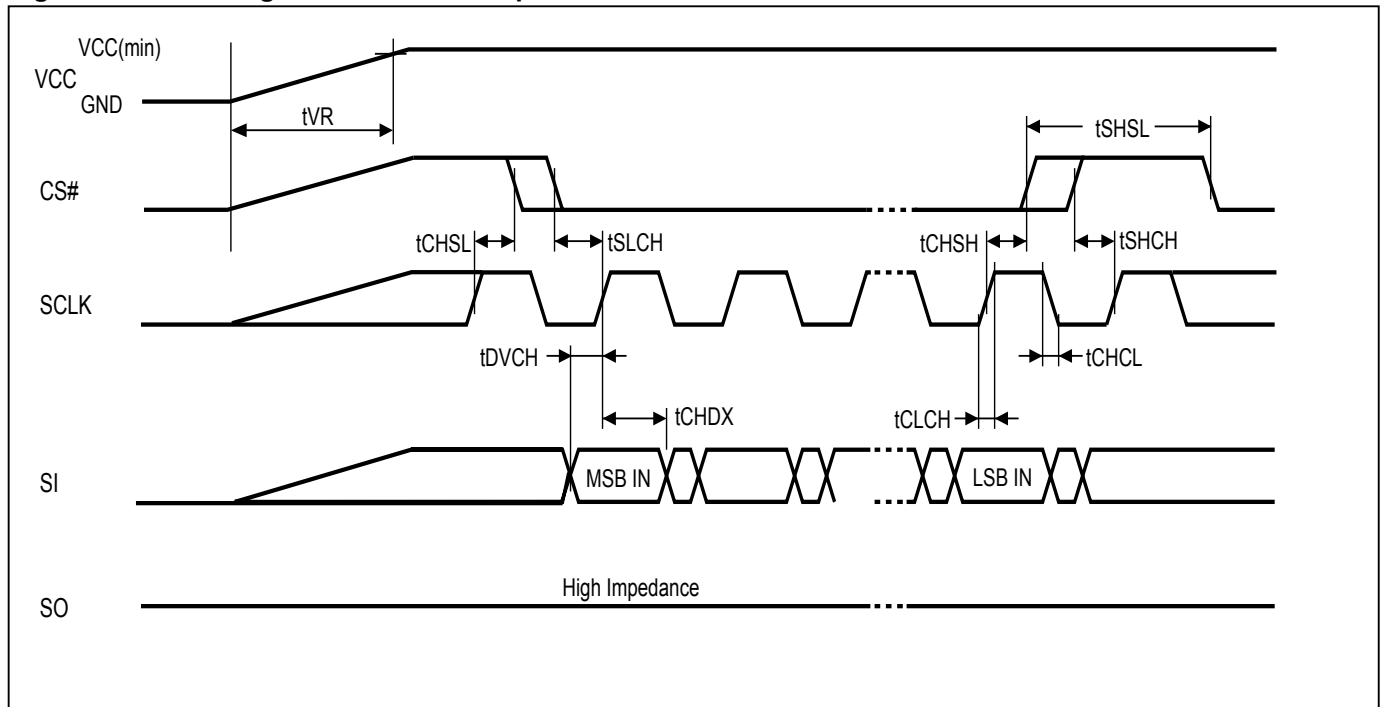 VCC(min)
VCC
GND
tVR
tSHSL
CS#
tCHSL
tSLCH
tCHSH
tSHCH
SCLK
tDVCH
tCHCL
tCHDX
tCLCH
SI
MSB IN
LSB IN
High Impedance
SO